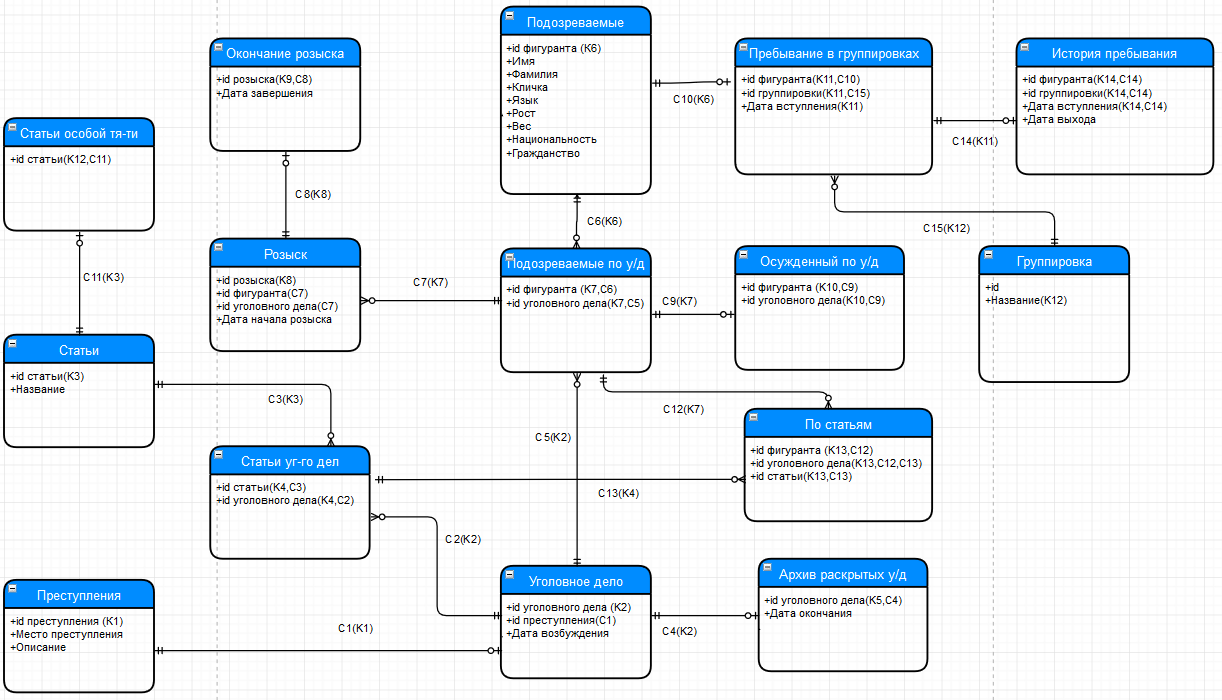 Подозреваемые
+id фигуранта (К6)
+Имя
+Фамилия
+Кличка
+Язык
+Рост
+Вес
+Национальность
+Гражданство
Окончание розыска
+id розыска(К9,С8)
+Дата завершения
Пребывание в группировках
+id фигуранта(К11,С10)
+id группировки(К11,С15)
+Дата вступления(К11)
История пребывания
+id фигуранта(К14,С14)
+id группировки(К14,С14)
+Дата вступления(К14,С14)
+Дата выхода
С10(К6)
С14(К11)
Статьи особой тя-ти
+id статьи(К12,С11)
С8(К8)
С6(К6)
С15(К12)
С11(К3)
Розыск
+id розыска(К8)
+id фигуранта(С7)
+id уголовного дела(С7)
+Дата начала розыска
С7(К7)
Подозреваемые по у/д
+id фигуранта (К7,С6)
+id уголовного дела(К7,С5)
С9(К7)
Осужденный по у/д
+id фигуранта (К10,С9)
+id уголовного дела(К10,С9)
Группировка
+id
+Название(К12)
Статьи
+id статьи(К3)
+Название
С3(К3)
С12(К7)
С5(К2)
По статьям
+id фигуранта (К13,С12)
+id уголовного дела(К13,С12,С13)
+id статьи(К13,С13)
Статьи уг-го дел
+id статьи(К4,С3)
+id уголовного дела(К4,С2)
С13(К4)
С2(К2)
Преступления
+id преступления (К1)
+Место преступления
+Описание
С1(К1)
Уголовное дело
+id уголовного дела (К2)
+id преступления(С1)
+Дата возбуждения
С4(К2)
Архив раскрытых у/д
+id уголовного дела(К5,С4)
+Дата окончания